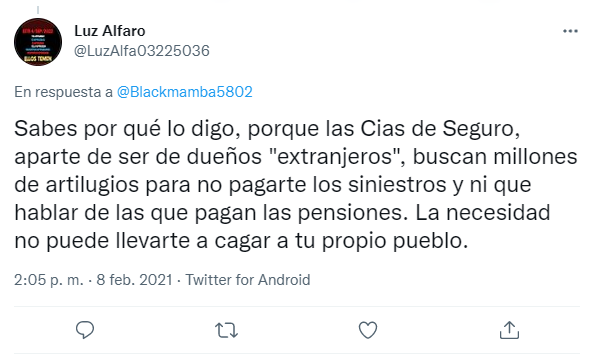 Luz Alfaro
@LuzAlfa03225036
En respuesta a @Blackmamba5802
Sabes por qué lo digo, porque las Cias de Seguro,
aparte de ser de dueños "extranjeros", buscan millones
de artilugios para no pagarte los siniestros y ni que
hablar de las que pagan las pensiones. La necesidad
no puede llevarte a cagar a tu propio pueblo.
2:05 p. m. · 8 feb. 2021 · Twitter for Android